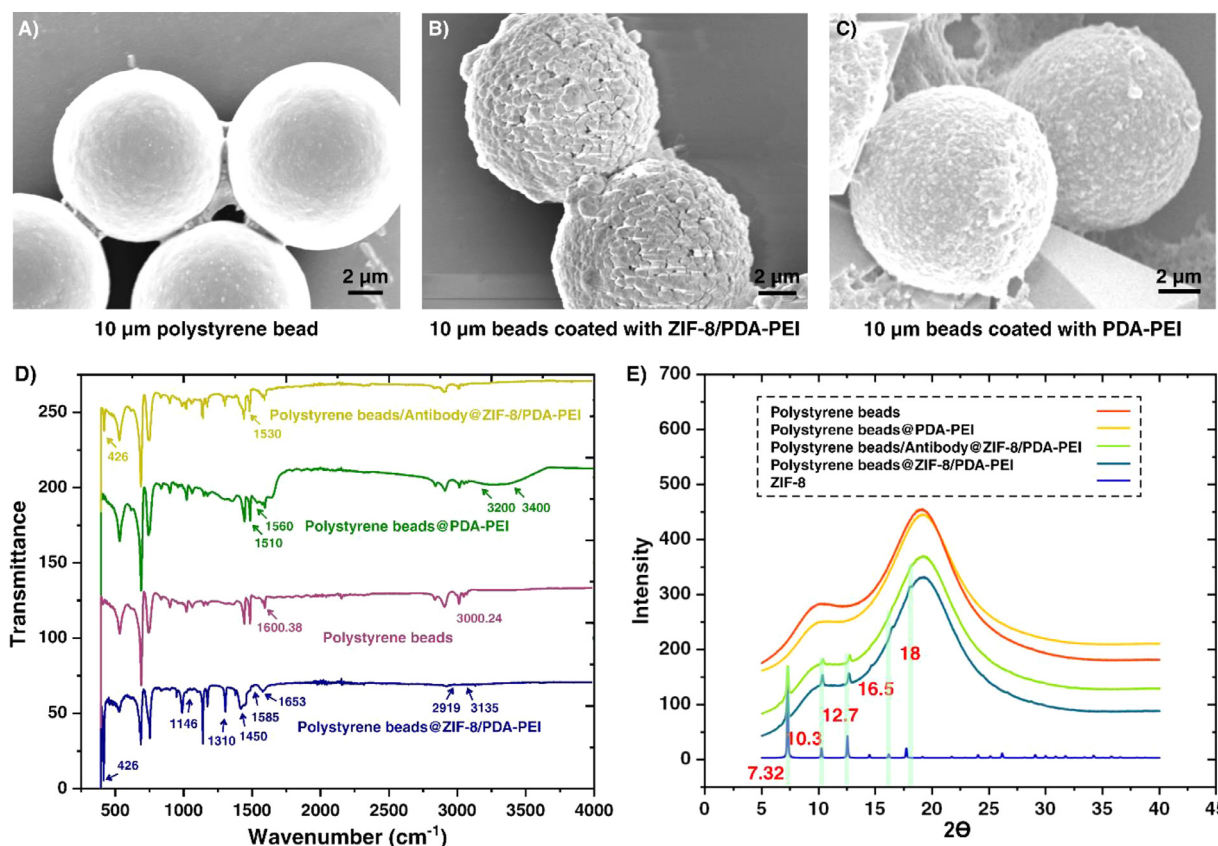 A)
2 μm
10 μm polystyrene bead
B)
2 μm
10 μm beads coated with ZIF-8/PDA-PEI
C)
2 μm
10 μm beads coated with PDA-PEI
D)
Transmittance
250
200
150
100
50
0
Polystyrene beads/Antibody@ZIF-8/PDA-PEI
1530
426
3200
3400
1560
Polystyrene beads@PDA-PEI
1510
1600.38
3000.24
Polystyrene beads
1653
2919
3135
1585
1146
1310
1450
Polystyrene beads@ZIF-8/PDA-PEI
426
500
1000
1500
2000
2500
3000
3500
4000
Wavenumber (cm-1)
E)
Intensity
700
600
500
400
300
200
100
0
Polystyrene beads
Polystyrene beads@PDA-PEI
Polystyrene beads/Antibody@ZIF-8/PDA-PEI
Polystyrene beads@ZIF-8/PDA-PEI
ZIF-8
18
16.5
12.7
10.3
7.32
0
5
10
15
20
25
30
35
40
45
2Θ